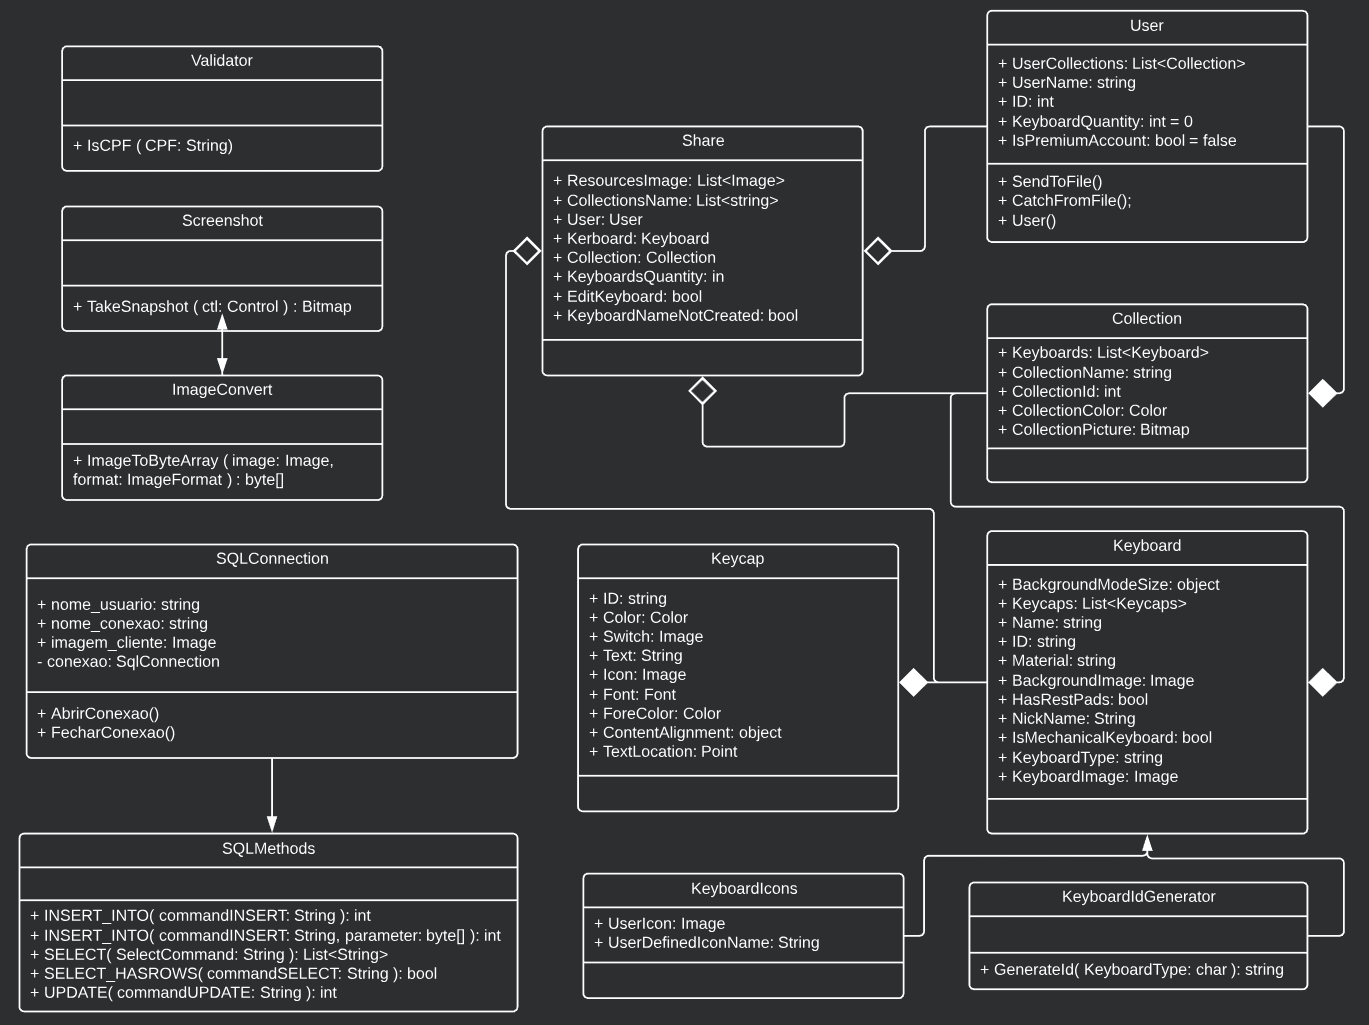 Validator
+ IsCPF ( CPF: String)
Screenshot
+ TakeSnapshot ( ctl: Control ) : Bitmap
ImageConvert
+ ImageToByteArray ( image: Image,
format: ImageFormat ) : byte[]
SQLConnection
+ nome_usuario: string
+ nome_conexao: string
+ imagem_cliente: Image
- conexao: SqlConnection
+ AbrirConexao()
+ FecharConexao()
SQLMethods
+ INSERT_INTO( commandINSERT: String ): int
+ INSERT_INTO( commandINSERT: String, parameter: byte[] ): int
+ SELECT( SelectCommand: String ): List<String>
+ SELECT_HASROWS( commandSELECT: String ): bool
+ UPDATE( commandUPDATE: String ): int
Share
+ ResourcesImage: List<Image>
+ CollectionsName: List<string>
+ User: User
+ Kerboard: Keyboard
+ Collection: Collection
+ KeyboardsQuantity: in
+ EditKeyboard: bool
+ KeyboardNameNotCreated: bool
Keycap
+ ID: string
+ Color: Color
+ Switch: Image
+ Text: String
+ Icon: Image
+ Font: Font
+ ForeColor: Color
+ ContentAlignment: object
+ TextLocation: Point
KeyboardIcons
+ UserIcon: Image
+ UserDefinedIconName: String
User
+ UserCollections: List<Collection>
+ UserName: string
+ ID: int
+ KeyboardQuantity: int = 0
+ IsPremiumAccount: bool = false
+ SendToFile()
+ CatchFromFile();
+ User()
Collection
+ Keyboards: List<Keyboard>
+ CollectionName: string
+ CollectionId: int
+ CollectionColor: Color
+ CollectionPicture: Bitmap
Keyboard
+ BackgroundModeSize: object
+ Keycaps: List<Keycaps>
+ Name: string
+ ID: string
+ Material: string
+ BackgroundImage: Image
+ HasRestPads: bool
+ NickName: String
+ IsMechanicalKeyboard: bool
+ KeyboardType: string
+ KeyboardImage: Image
KeyboardIdGenerator
+ GenerateId( KeyboardType: char ): string